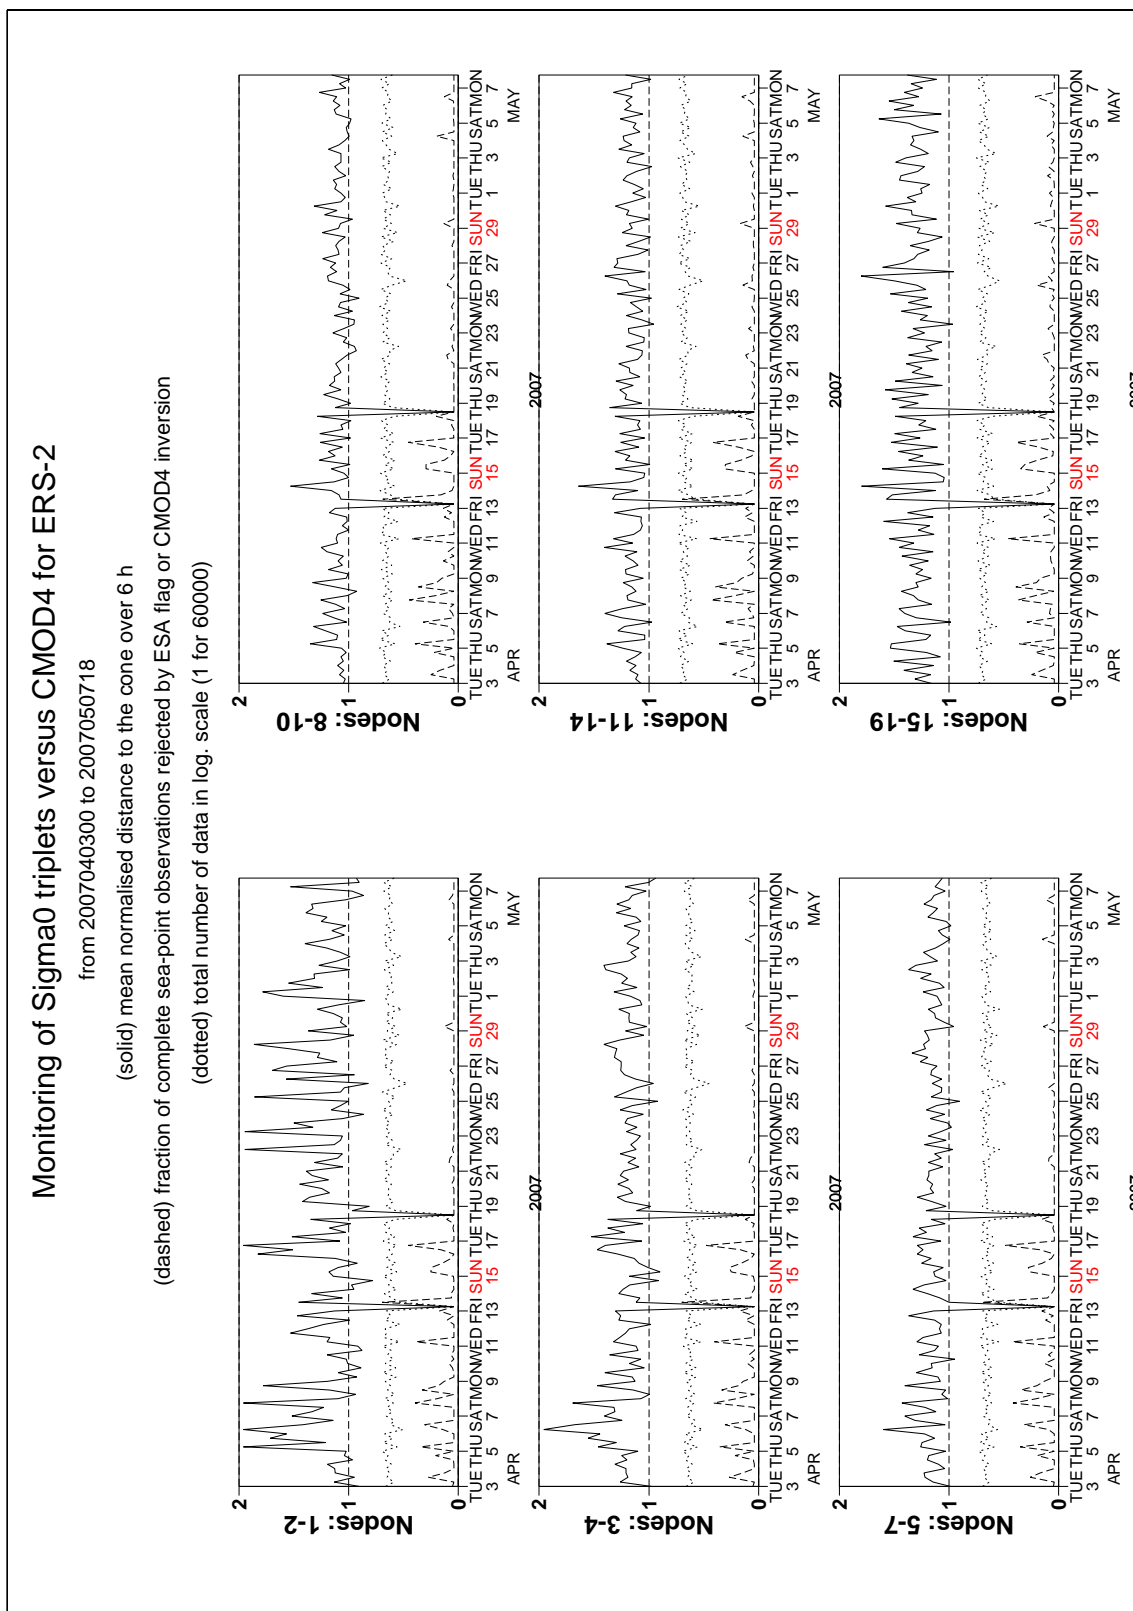 Monitoring of Sigma0 triplets versus CMOD4 for ERS-2
from 2007040300 to 2007050718
(solid) mean normalised distance to the cone over 6 h
(dashed) fraction of complete sea-point observations rejected by ESA flag or CMOD4 inversion
(dotted) total number of data in log. scale (1 for 60000)
Nodes: 1-2
2
1
0
TUE THU SAT MON WED FRI SUN TUE THU SAT MON WED FRI SUN TUE THU SAT MON
3 5 7 9 11 13 15 17 19 21 23 25 27 29 1 3 5 7
APR MAY
2007
Nodes: 8-10
2
1
0
TUE THU SAT MON WED FRI SUN TUE THU SAT MON WED FRI SUN TUE THU SAT MON
3 5 7 9 11 13 15 17 19 21 23 25 27 29 1 3 5 7
APR MAY
2007
Nodes: 3-4
2
1
0
TUE THU SAT MON WED FRI SUN TUE THU SAT MON WED FRI SUN TUE THU SAT MON
3 5 7 9 11 13 15 17 19 21 23 25 27 29 1 3 5 7
APR MAY
2007
Nodes: 11-14
2
1
0
TUE THU SAT MON WED FRI SUN TUE THU SAT MON WED FRI SUN TUE THU SAT MON
3 5 7 9 11 13 15 17 19 21 23 25 27 29 1 3 5 7
APR MAY
2007
Nodes: 5-7
2
1
0
TUE THU SAT MON WED FRI SUN TUE THU SAT MON WED FRI SUN TUE THU SAT MON
3 5 7 9 11 13 15 17 19 21 23 25 27 29 1 3 5 7
APR MAY
2007
Nodes: 15-19
2
1
0
TUE THU SAT MON WED FRI SUN TUE THU SAT MON WED FRI SUN TUE THU SAT MON
3 5 7 9 11 13 15 17 19 21 23 25 27 29 1 3 5 7
APR MAY
2007